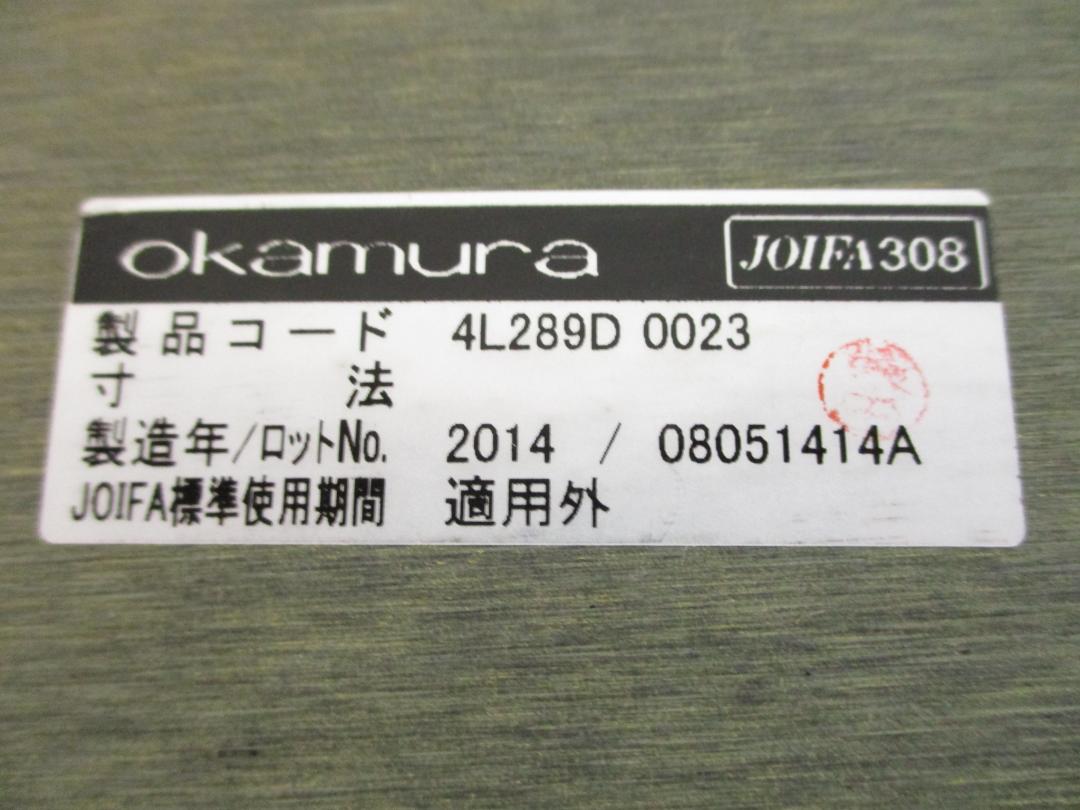 okamura JOIFA308
製品コード 4L289D 0023
寸法
製造年/ロットNo. 2014 / 08051414A
JOIFA標準使用期間 適用外